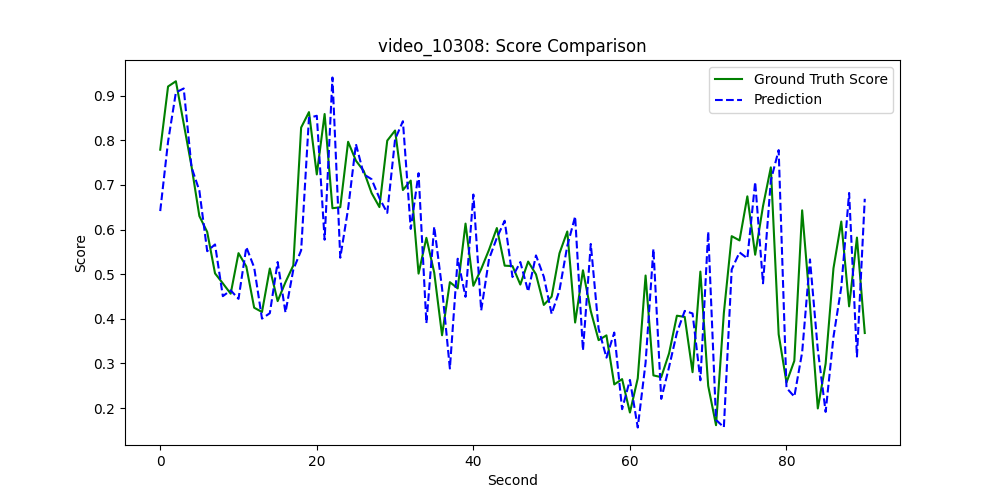 video_10308: Score Comparison
Ground Truth Score
Prediction
Score
0.9
0.8
0.7
0.6
0.5
0.4
0.3
0.2
0 20 40 60 80
Second